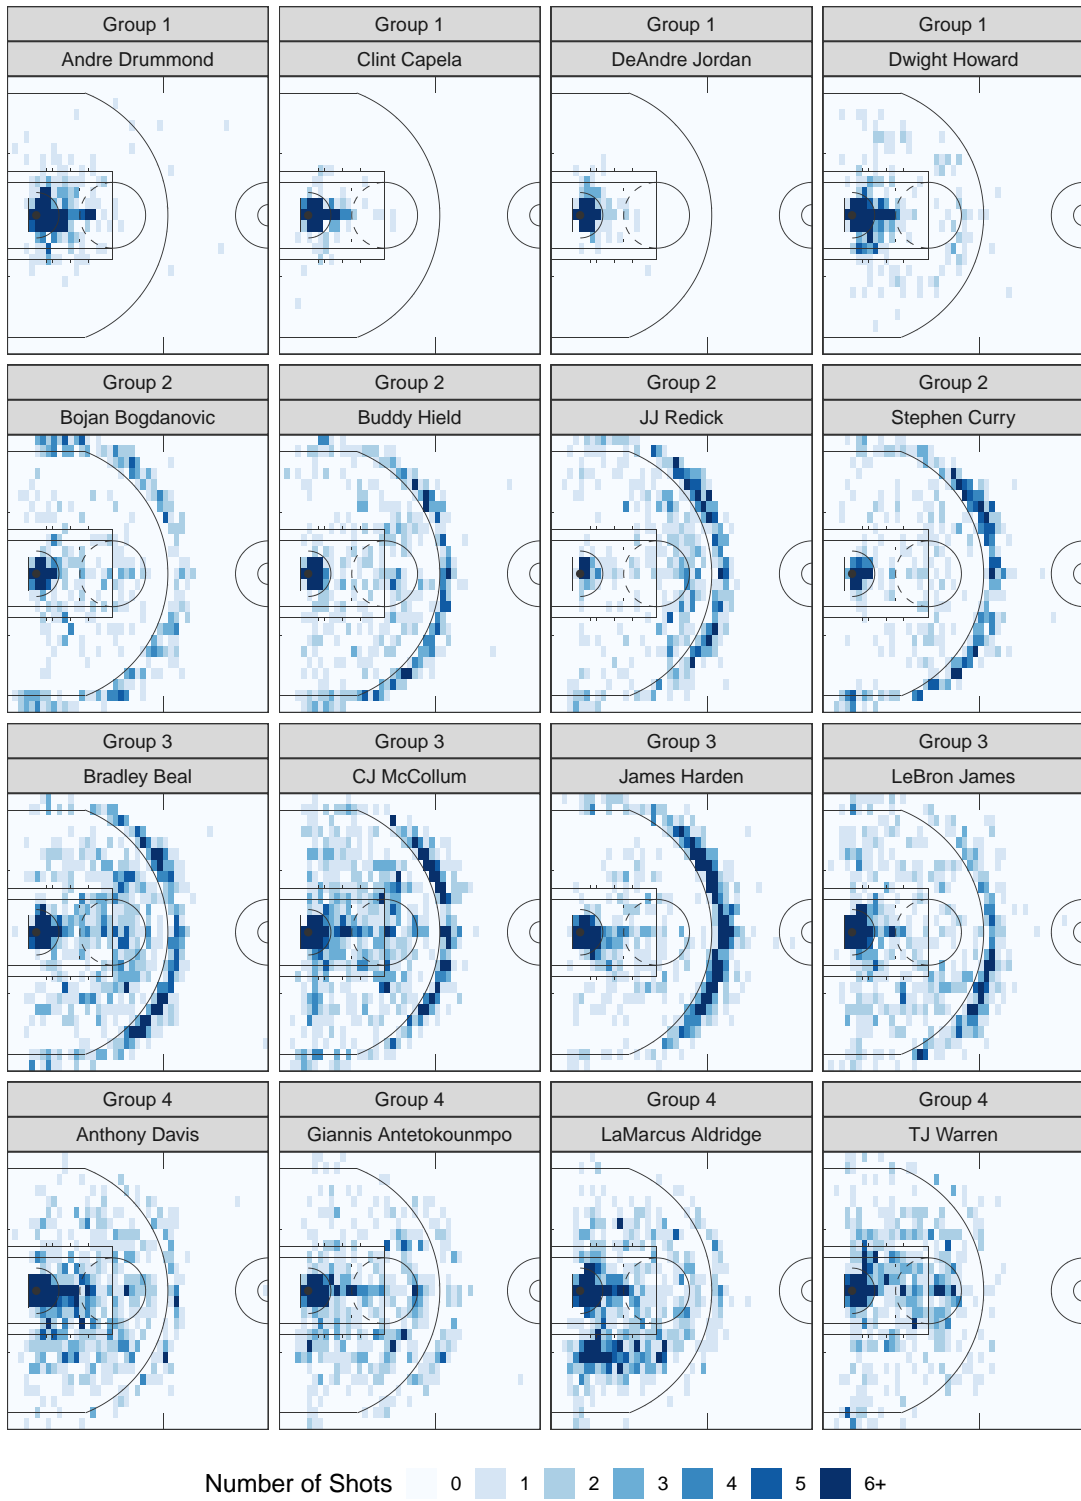 Group 1 Group 1 Group 1 Group 1
Andre Drummond Clint Capela DeAndre Jordan Dwight Howard
Group 2 Group 2 Group 2 Group 2
Bojan Bogdanovic Buddy Hield JJ Redick Stephen Curry
Group 3 Group 3 Group 3 Group 3
Bradley Beal CJ McCollum James Harden LeBron James
Group 4 Group 4 Group 4 Group 4
Anthony Davis Giannis Antetokounmpo LaMarcus Aldridge TJ Warren
Number of Shots 0 1 2 3 4 5 6+